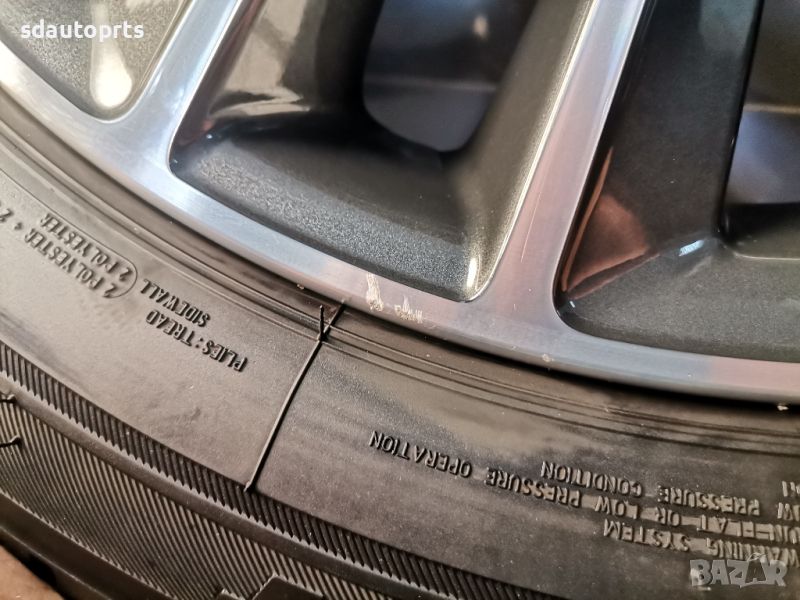 sdautoprts
PLIES: TREAD 2 POLYESTER + 2
SIDEWALL 2 POLYESTER
WARNING SYSTEM
RUN-FLAT OR LOW PRESSURE OPERATION
LOW PRESSURE CONDITION
BAZAR